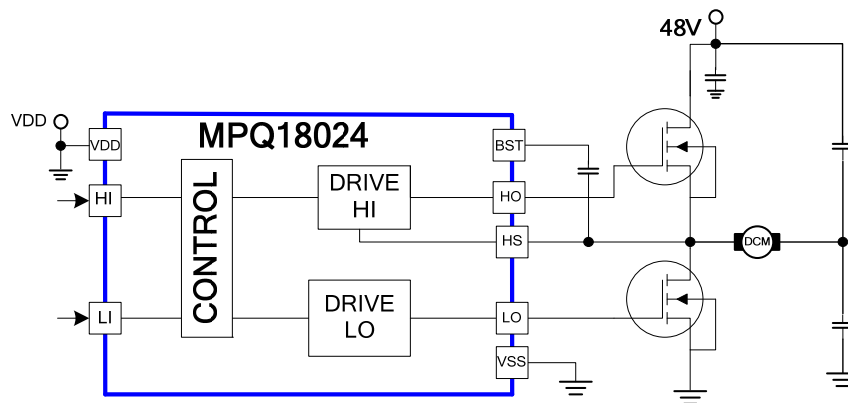 48V
VDD
MPQ18024
VDD
BST
HI
CONTROL
DRIVE
HI
HO
HS
DCM
LI
DRIVE
LO
LO
VSS